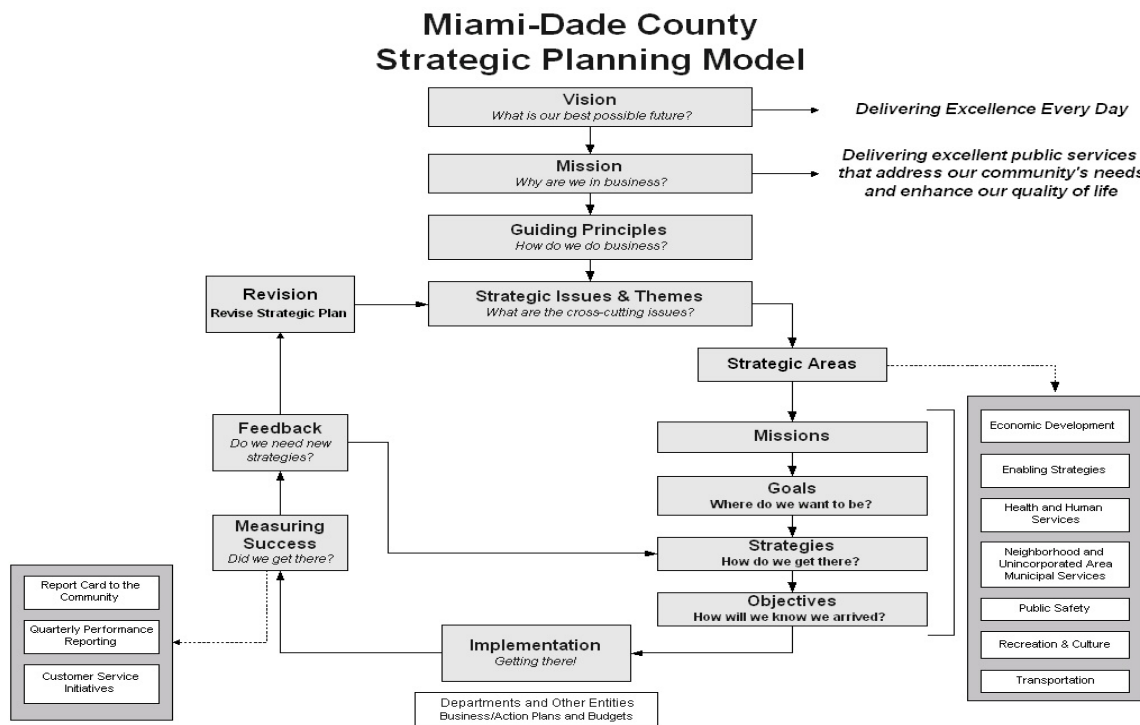 Miami-Dade County
Strategic Planning Model
Vision
What is our best possible future?
Delivering Excellence Every Day
Mission
Why are we in business?
Delivering excellent public services
that address our community's needs
and enhance our quality of life
Guiding Principles
How do we do business?
Revision
Revise Strategic Plan
Strategic Issues & Themes
What are the cross-cutting issues?
Strategic Areas
Feedback
Do we need new
strategies?
Missions
Goals
Where do we want to be?
Measuring
Success
Did we get there?
Strategies
How do we get there?
Objectives
How will we know we arrived?
Implementation
Getting there!
Departments and Other Entities
Business/Action Plans and Budgets
Report Card to the
Community
Quarterly Performance
Reporting
Customer Service
Initiatives
Economic Development
Enabling Strategies
Health and Human
Services
Neighborhood and
Unincorporated Area
Municipal Services
Public Safety
Recreation & Culture
Transportation